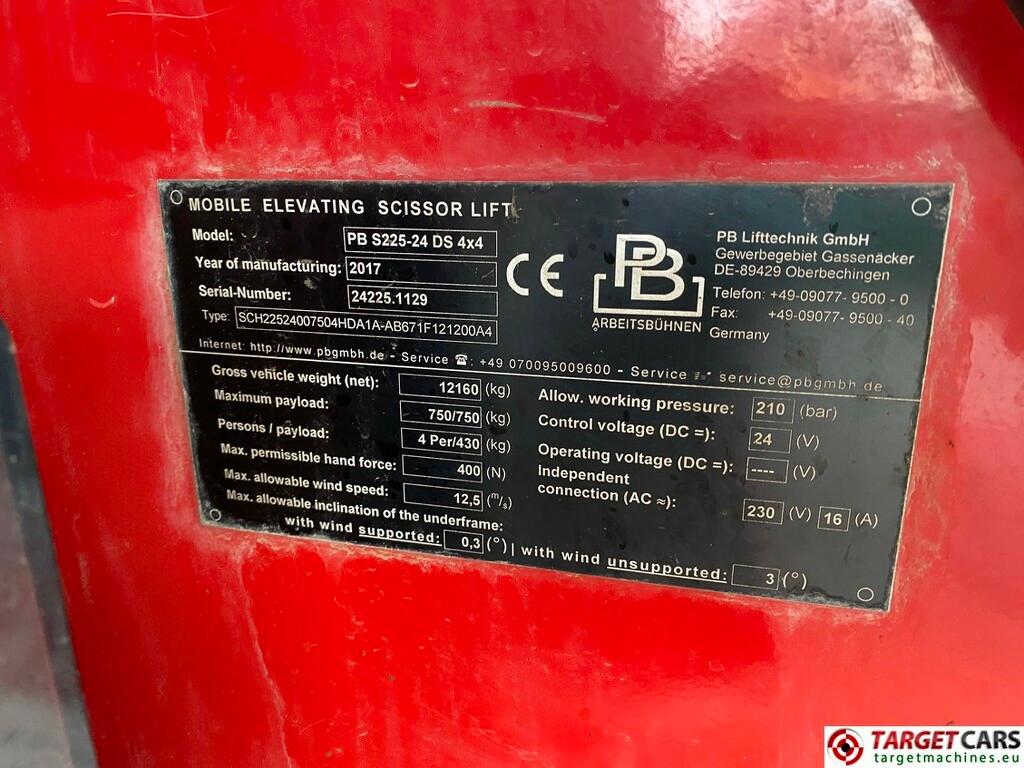 MOBILE ELEVATING SCISSOR LIFT
Model: PB S225-24 DS 4x4
Year of manufacturing: 2017
Serial-Number: 24225.1129
Type: SCH22524007504HDA1A-AB671F121200A4
CE
PB
ARBEITSBÜHNEN
PB Lifttechnik GmbH
Gewerbegebiet Gassenäcker
DE-89429 Oberbechingen
Telefon: +49-09077- 9500 - 0
Fax: +49-09077- 9500 - 40
Germany
Internet: http://www.pbgmbh.de - Service ☎: +49 070095009600 - Service service@pbgmbh.de
Gross vehicle weight (net): 12160 (kg)
Maximum payload: 750/750 (kg)
Persons / payload: 4 Per/430 (kg)
Max. permissible hand force: 400 (N)
Max. allowable wind speed: 12,5 (m/s)
Max. allowable inclination of the underframe:
with wind supported: 0,3 (°) | with wind unsupported: 3 (°)
Allow. working pressure: 210 (bar)
Control voltage (DC =): 24 (V)
Operating voltage (DC =): ---- (V)
Independent
connection (AC ≈): 230 (V) 16 (A)
TARGET CARS
targetmachines.eu